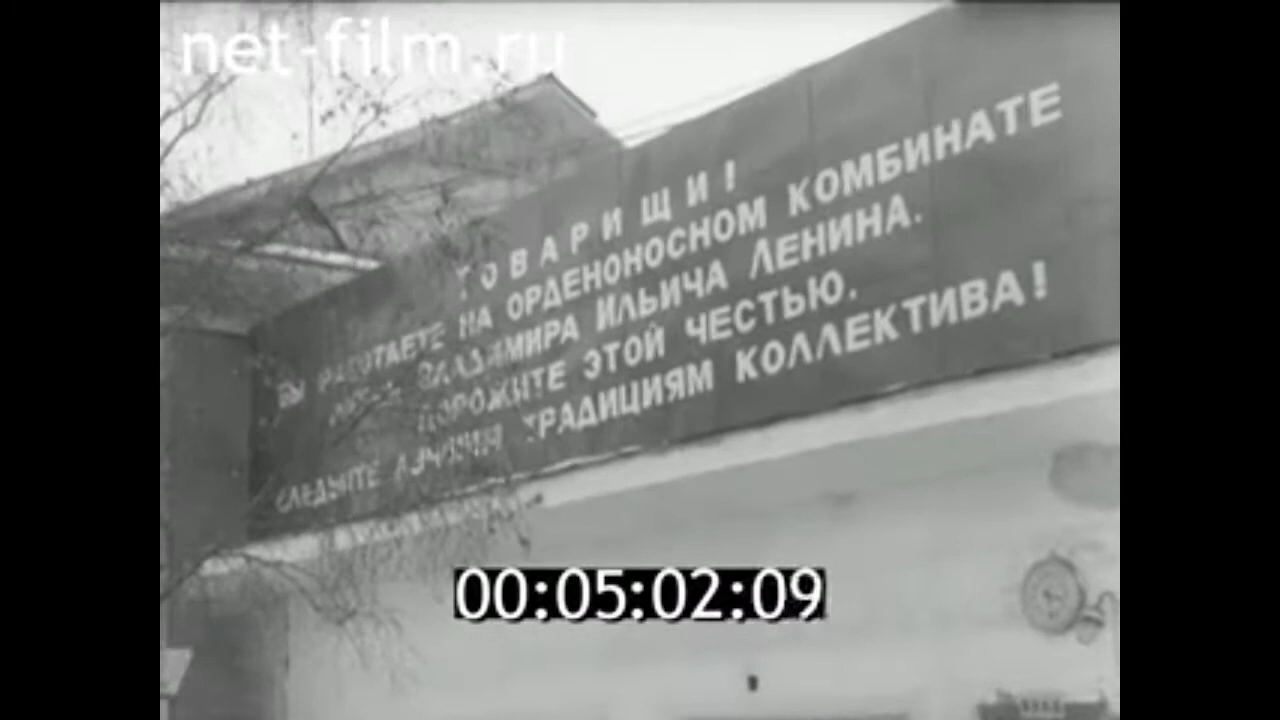 net-film.ru
ТОВАРИЩИ!
ВЫ РАБОТАЕТЕ НА ОРДЕНОНОСНОМ КОМБИНАТЕ
ВЛАДИМИРА ИЛЬИЧА ЛЕНИНА.
ДОРОЖИТЕ ЭТОЙ ЧЕСТЬЮ.
СЛЕДУЙТЕ ЛУЧШИМ ТРАДИЦИЯМ КОЛЛЕКТИВА!
00:05:02:09